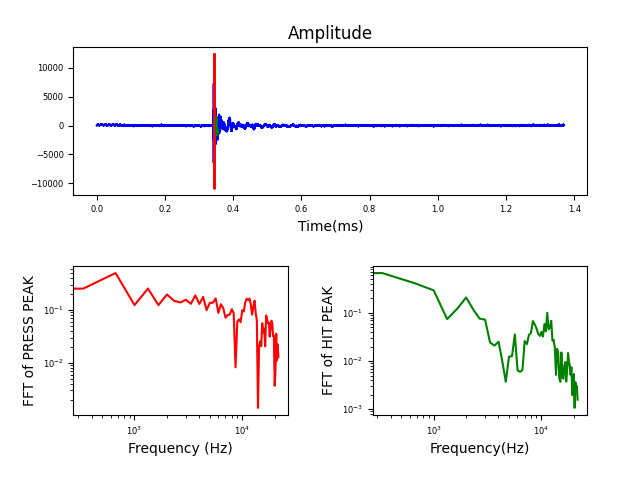 Amplitude
10000
5000
0
−5000
−10000
0.0 0.2 0.4 0.6 0.8 1.0 1.2 1.4
Time(ms)
FFT of PRESS PEAK
10⁻¹
10⁻²
10³ 10⁴
Frequency (Hz)
FFT of HIT PEAK
10⁻¹
10⁻²
10⁻³
10³ 10⁴
Frequency(Hz)